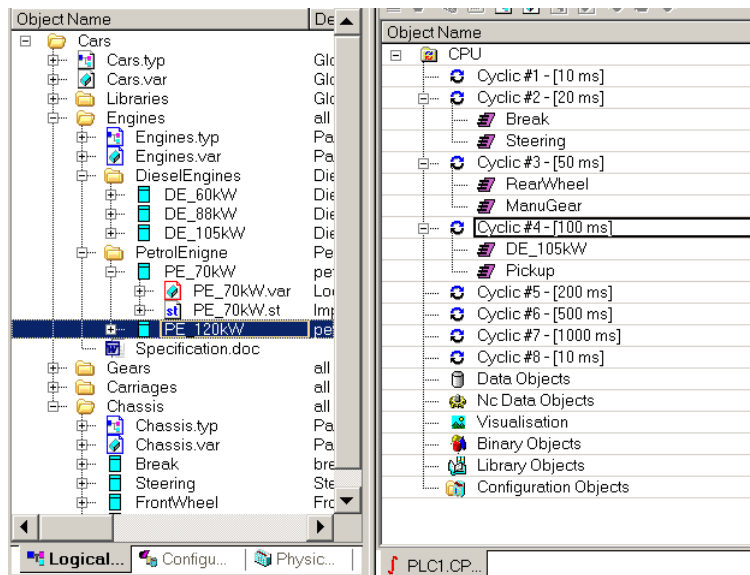 Object Name De
Cars
Cars.typ Glo
Cars.var Glo
Libraries Glo
Engines all
Engines.typ Pa
Engines.var Pa
DieselEngines Die
DE_60kW Die
DE_88kW Die
DE_105kW Die
PetrolEnigne Pe
PE_70kW pet
PE_70kW.var Lo
st PE_70kW.st Imp
PE_120kW pet
Specification.doc
Gears all
Carriages all
Chassis all
Chassis.typ Pa
Chassis.var Pa
Break bre
Steering Ste
FrontWheel Fro
Logical... Configu... Physic...
Object Name
CPU
Cyclic #1 - [10 ms]
Cyclic #2 - [20 ms]
Break
Steering
Cyclic #3 - [50 ms]
RearWheel
ManuGear
Cyclic #4 - [100 ms]
DE_105kW
Pickup
Cyclic #5 - [200 ms]
Cyclic #6 - [500 ms]
Cyclic #7 - [1000 ms]
Cyclic #8 - [10 ms]
Data Objects
Nc Data Objects
Visualisation
Binary Objects
Library Objects
Configuration Objects
PLC1.CP...